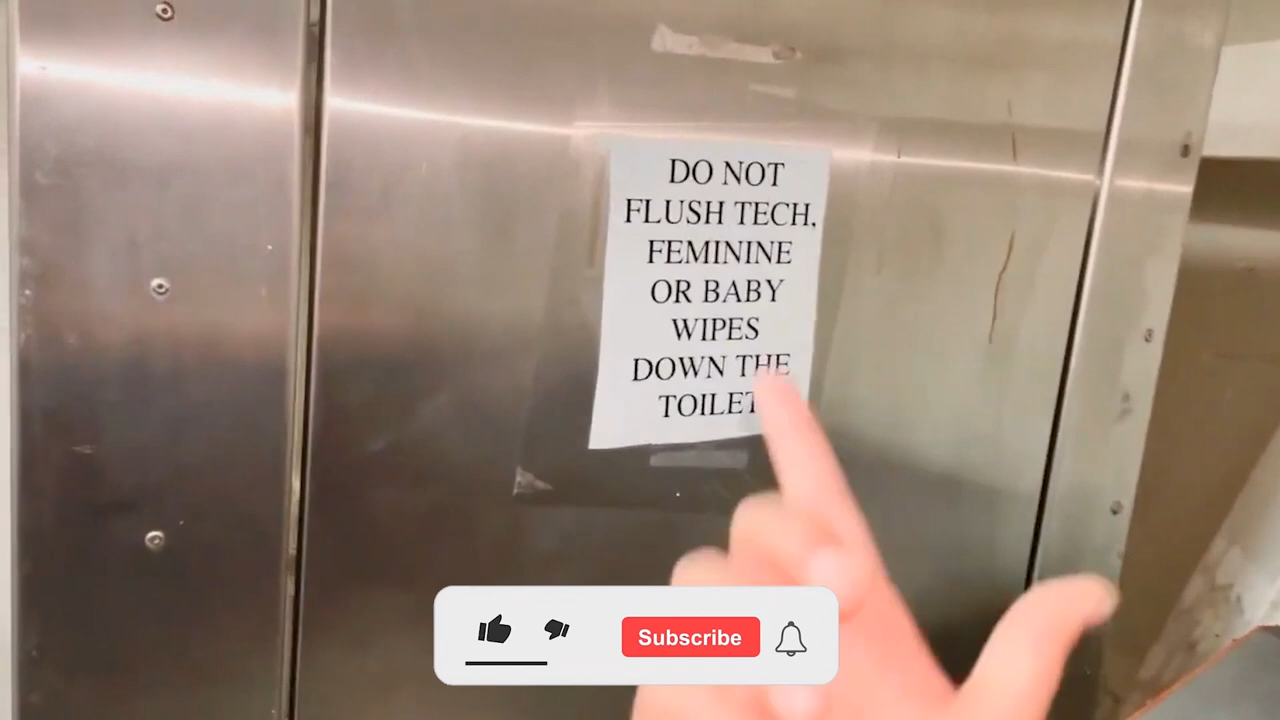 DO NOT
FLUSH TECH,
FEMININE
OR BABY
WIPES
DOWN THE
TOILET
Subscribe